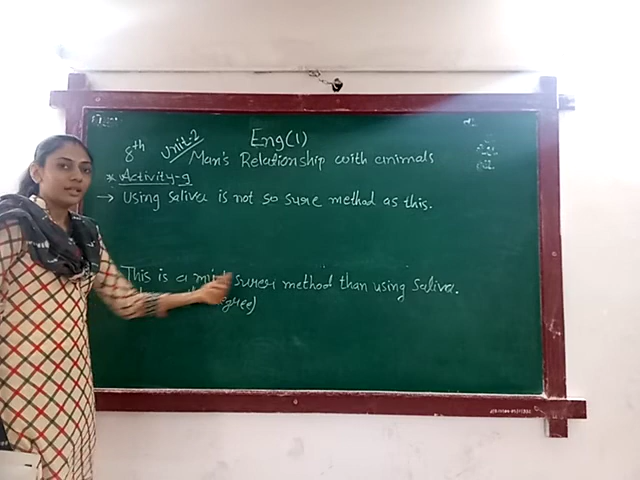 8th Unit-2 Eng(1)
Man's Relationship with animals
* Activity-9
→ Using saliva is not so sure method as this.
This is a surer method than using saliva.